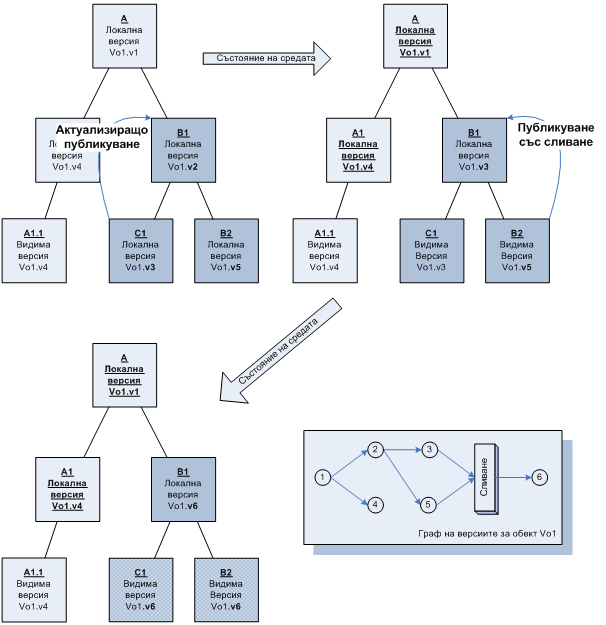 A
Локална
версия
Vo1.v1
Състояние на средата
A
Локална
версия
Vo1.v1
Актуализиращо
публикуване
версия
Vo1.v4
B1
Локална
версия
Vo1.v2
A1
Локална
версия
Vo1.v4
B1
Локална
версия
Vo1.v3
Публикуване
със сливане
A1.1
Видима
версия
Vo1.v4
C1
Локална
версия
Vo1.v3
B2
Локална
версия
Vo1.v5
A1.1
Видима
версия
Vo1.v4
C1
Видима
Версия
Vo1.v3
B2
Видима
Версия
Vo1.v5
Състояние на средата
A
Локална
версия
Vo1.v1
A1
Локална
версия
Vo1.v4
B1
Локална
версия
Vo1.v6
A1.1
Видима
версия
Vo1.v4
C1
Видима
Версия
Vo1.v6
B2
Видима
Версия
Vo1.v6
1
2
3
4
5
Сливане
6
Граф на версиите за обект Vo1